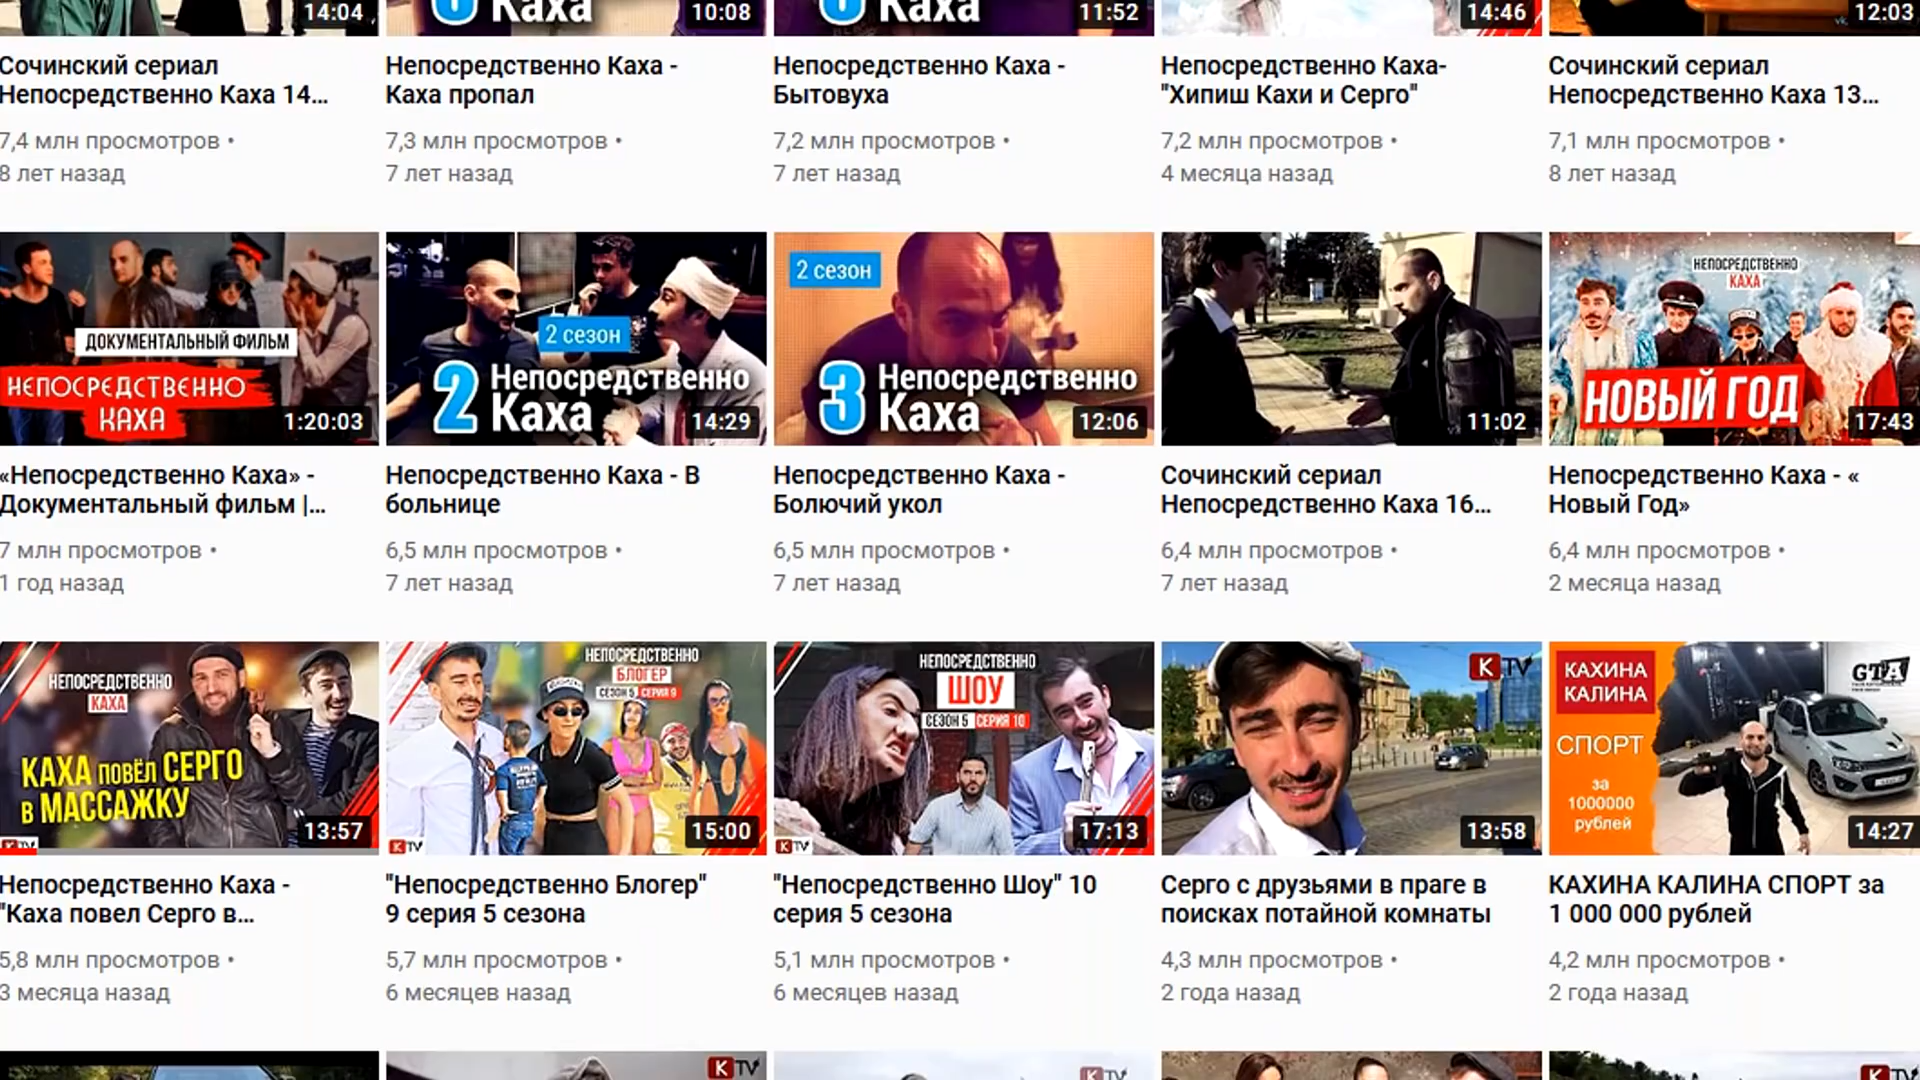 Каха
14:04
Каха
10:08
Каха
11:52
14:46
12:03
Сочинский сериал
Непосредственно Каха 14...
7,4 млн просмотров •
8 лет назад
Непосредственно Каха -
Каха пропал
7,3 млн просмотров •
7 лет назад
Непосредственно Каха -
Бытовуха
7,2 млн просмотров •
7 лет назад
Непосредственно Каха-
"Хипиш Кахи и Серго"
7,2 млн просмотров •
4 месяца назад
Сочинский сериал
Непосредственно Каха 13...
7,1 млн просмотров •
8 лет назад
ДОКУМЕНТАЛЬНЫЙ ФИЛЬМ
НЕПОСРЕДСТВЕННО
КАХА
1:20:03
2 сезон
2 Непосредственно
Каха
14:29
2 сезон
3 Непосредственно
Каха
12:06
11:02
НЕПОСРЕДСТВЕННО
КАХА
НОВЫЙ ГОД
17:43
«Непосредственно Каха» -
Документальный фильм |...
7 млн просмотров •
1 год назад
Непосредственно Каха - В
больнице
6,5 млн просмотров •
7 лет назад
Непосредственно Каха -
Болючий укол
6,5 млн просмотров •
7 лет назад
Сочинский сериал
Непосредственно Каха 16...
6,4 млн просмотров •
7 лет назад
Непосредственно Каха - «
Новый Год»
6,4 млн просмотров •
2 месяца назад
НЕПОСРЕДСТВЕННО
КАХА
КАХА ПОВЁЛ СЕРГО
в МАССАЖКУ
KTV
13:57
НЕПОСРЕДСТВЕННО
БЛОГЕР
СЕЗОН 5 СЕРИЯ 9
KTV
15:00
НЕПОСРЕДСТВЕННО
ШОУ
СЕЗОН 5 СЕРИЯ 10
KTV
17:13
KTV
13:58
КАХИНА
КАЛИНА
СПОРТ
за
1000000
рублей
GTA
14:27
Непосредственно Каха -
"Каха повел Серго в...
5,8 млн просмотров •
3 месяца назад
"Непосредственно Блогер"
9 серия 5 сезона
5,7 млн просмотров •
6 месяцев назад
"Непосредственно Шоу" 10
серия 5 сезона
5,1 млн просмотров •
6 месяцев назад
Серго с друзьями в праге в
поисках потайной комнаты
4,3 млн просмотров •
2 года назад
КАХИНА КАЛИНА СПОРТ за
1 000 000 рублей
4,2 млн просмотров •
2 года назад
KTV
KTV
KTV